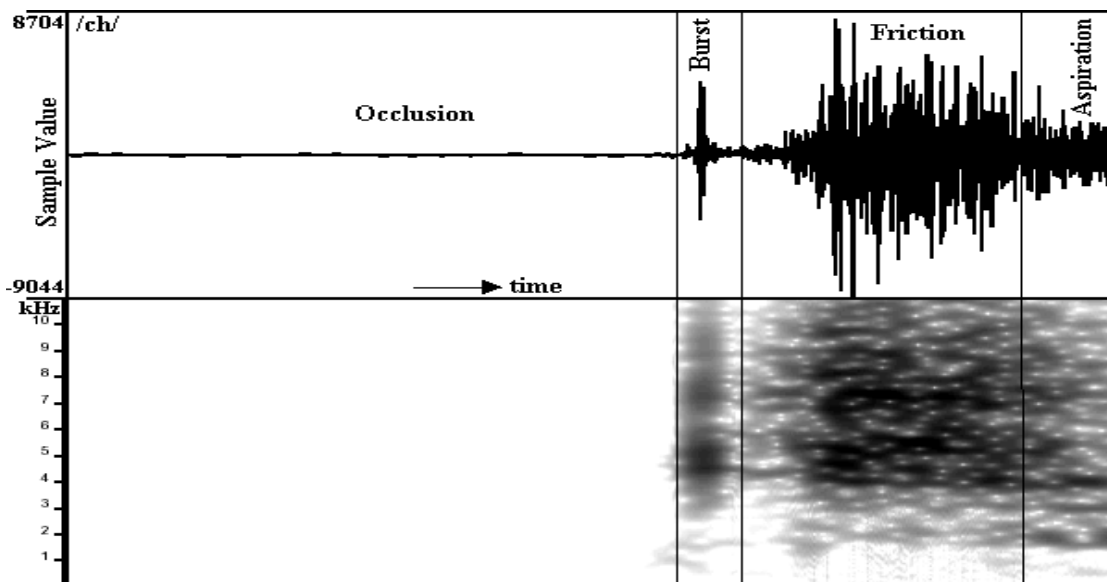 8704
/ch/
Burst
Friction
Aspiration
Occlusion
Sample Value
-9044
time
kHz
10
9
8
7
6
5
4
3
2
1